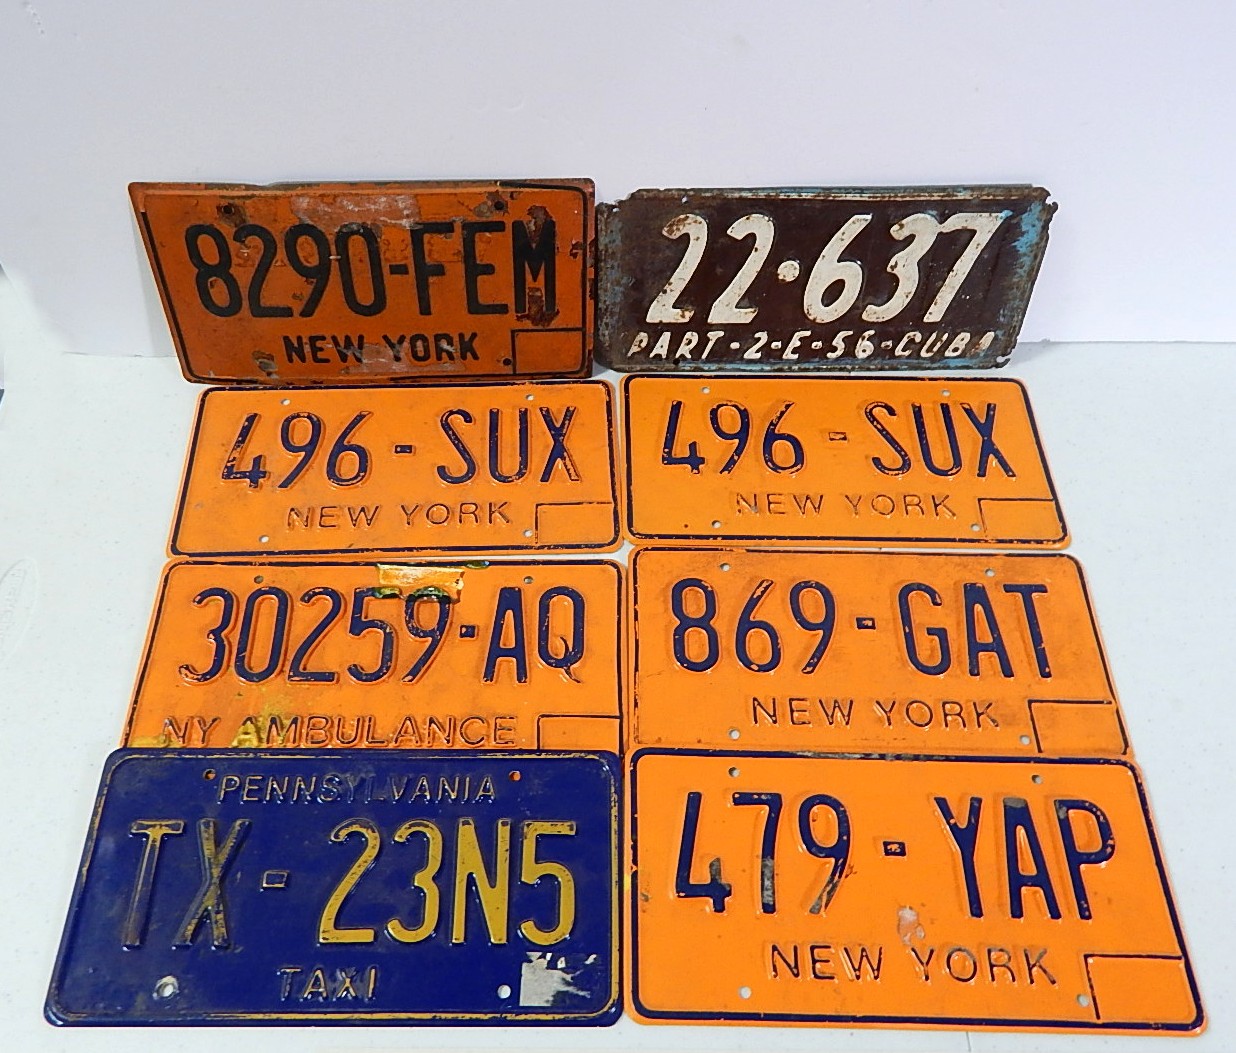 8290-FEM
NEW YORK
22•637
PART-2-E-56-CUBA
496-SUX
NEW YORK
496-SUX
NEW YORK
30259-AQ
NY AMBULANCE
869-GAT
NEW YORK
PENNSYLVANIA
TX-23N5
TAXI
479-YAP
NEW YORK